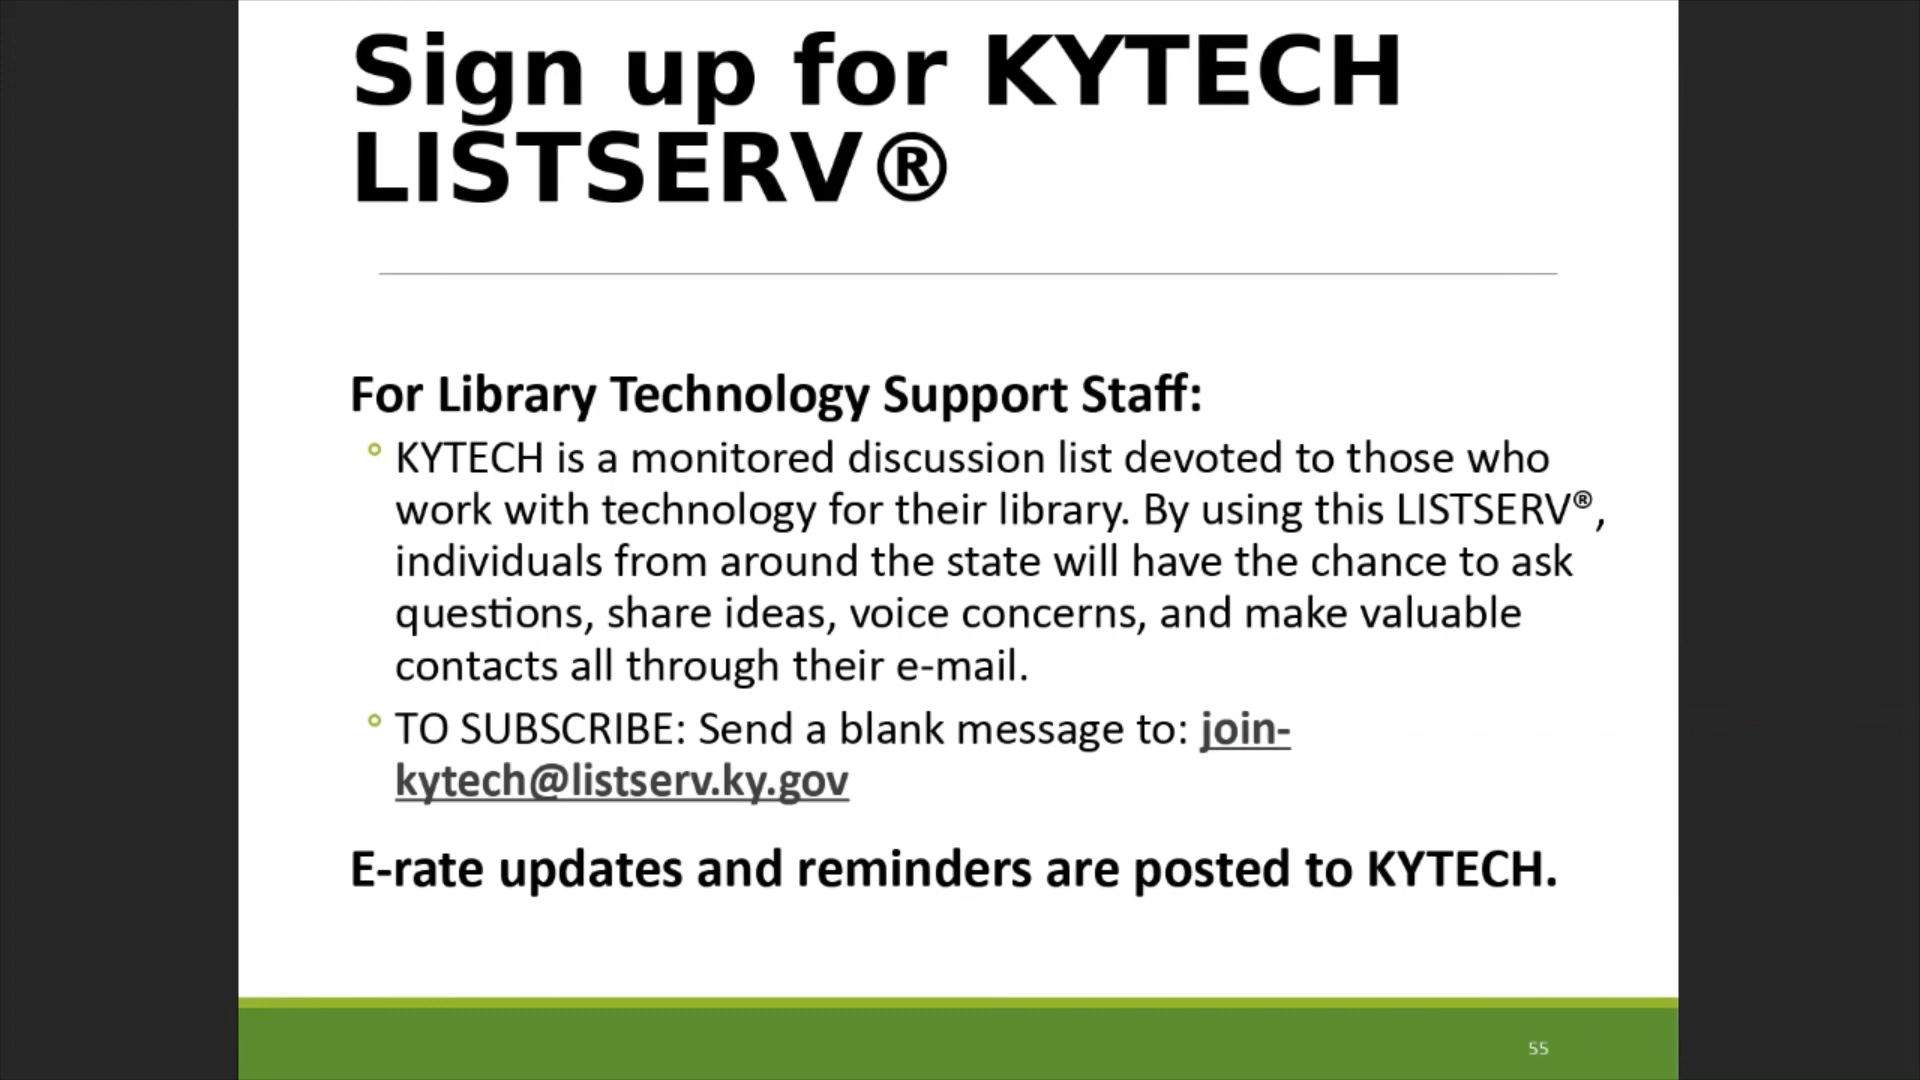 Sign up for KYTECH
LISTSERV®
For Library Technology Support Staff:
KYTECH is a monitored discussion list devoted to those who
work with technology for their library. By using this LISTSERV®,
individuals from around the state will have the chance to ask
questions, share ideas, voice concerns, and make valuable
contacts all through their e-mail.
TO SUBSCRIBE: Send a blank message to: join-
kytech@listserv.ky.gov
E-rate updates and reminders are posted to KYTECH.
55